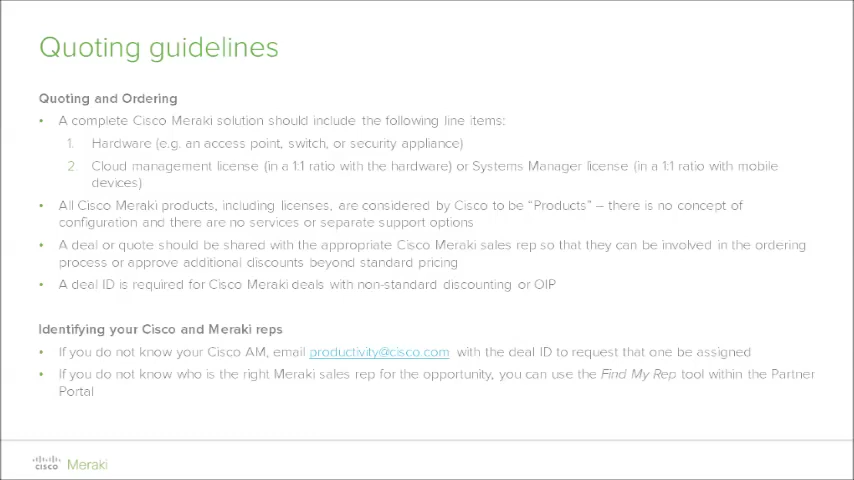 Quoting guidelines
Quoting and Ordering
• A complete Cisco Meraki solution should include the following line items:
1. Hardware (e.g. an access point, switch, or security appliance)
2. Cloud management license (in a 1:1 ratio with the hardware) or Systems Manager license (in a 1:1 ratio with mobile
devices)
• All Cisco Meraki products, including licenses, are considered by Cisco to be “Products” – there is no concept of
configuration and there are no services or separate support options
• A deal or quote should be shared with the appropriate Cisco Meraki sales rep so that they can be involved in the ordering
process or approve additional discounts beyond standard pricing
• A deal ID is required for Cisco Meraki deals with non-standard discounting or OIP
Identifying your Cisco and Meraki reps
• If you do not know your Cisco AM, email productivity@cisco.com with the deal ID to request that one be assigned
• If you do not know who is the right Meraki sales rep for the opportunity, you can use the Find My Rep tool within the Partner
Portal
cisco Meraki